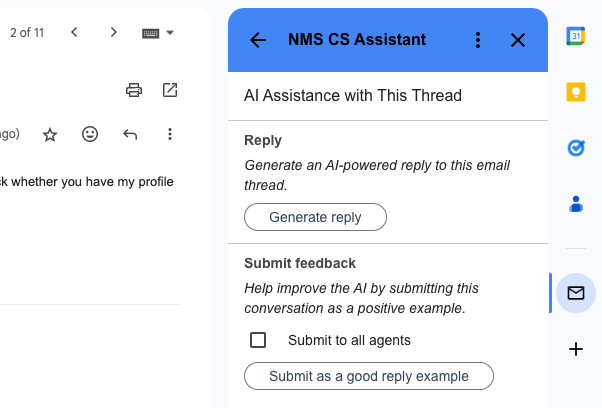 2 of 11
NMS CS Assistant
31
AI Assistance with This Thread
ago)
Reply
Generate an AI-powered reply to this email
thread.
whether you have my profile
Generate reply
Submit feedback
Help improve the AI by submitting this
conversation as a positive example.
Submit to all agents
Submit as a good reply example